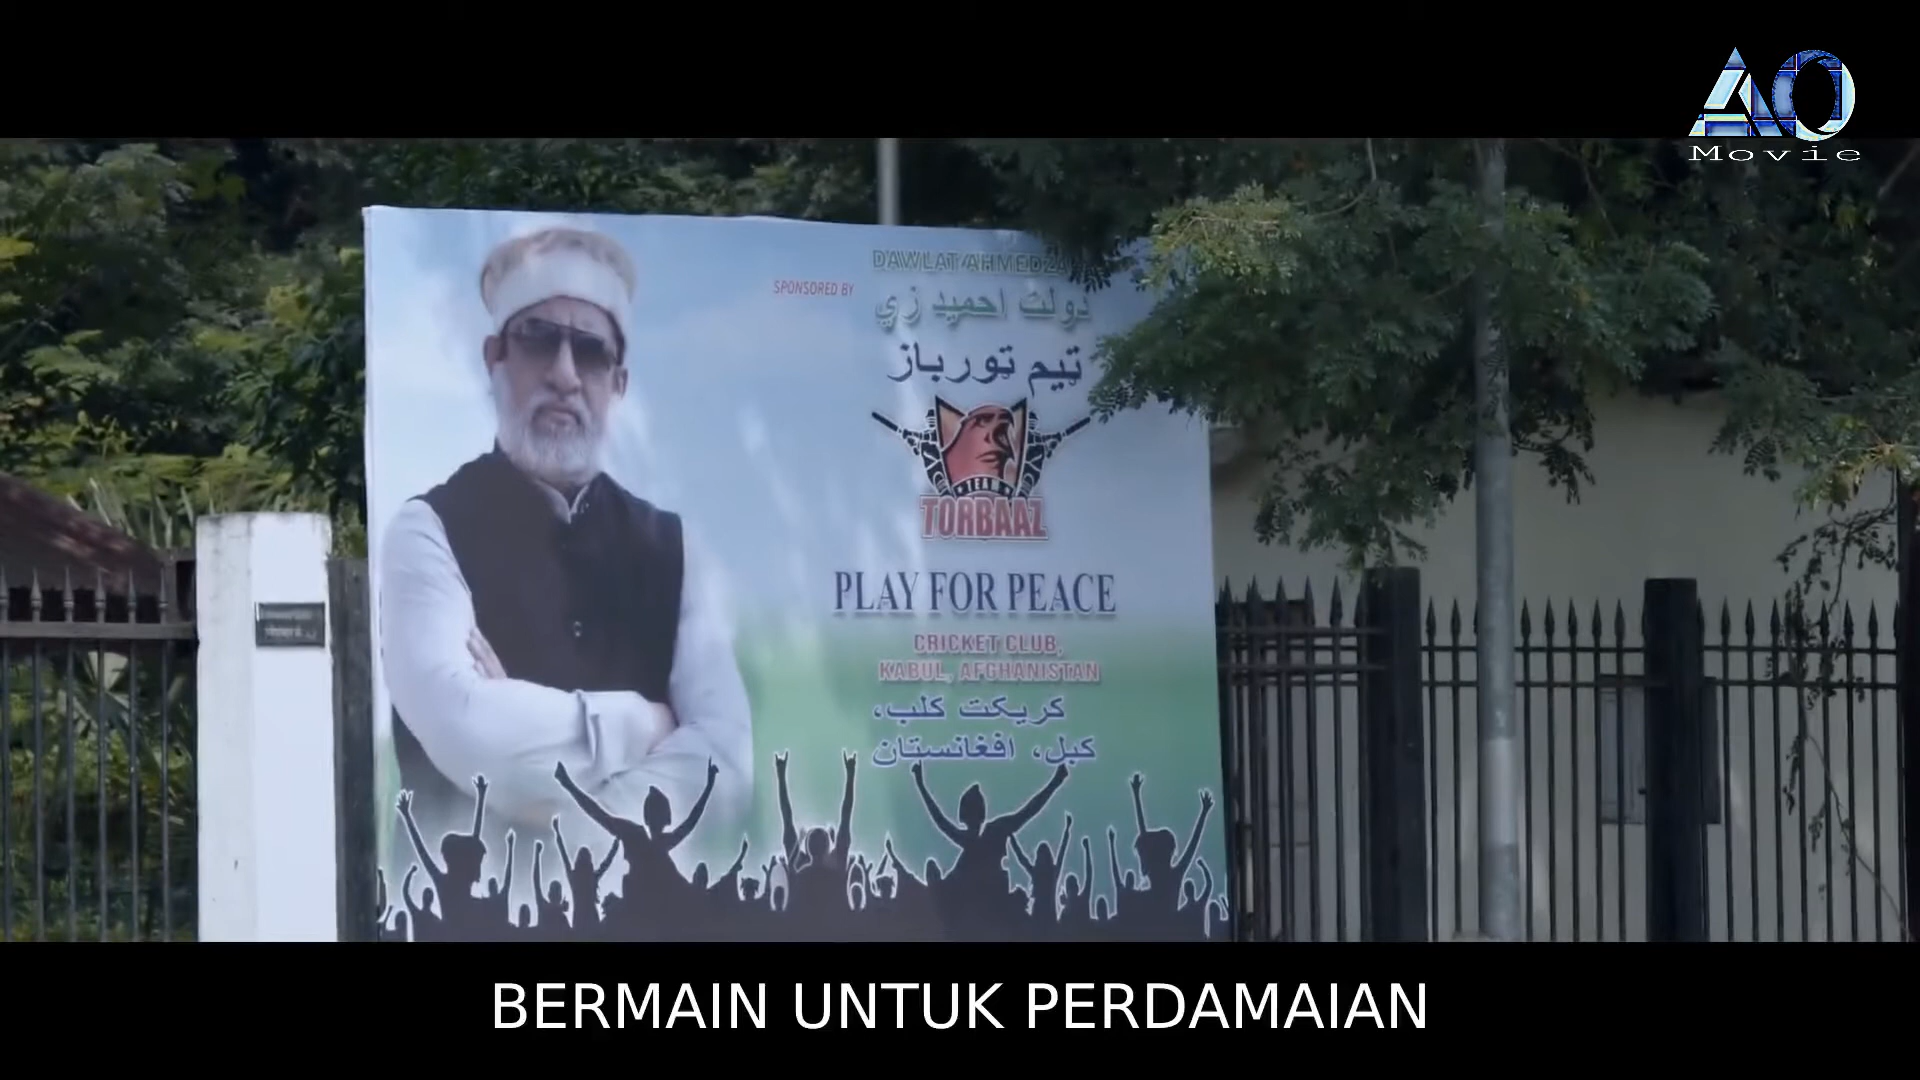 AO
Movie
DAWLAT AHMEDZA
SPONSORED BY
دولت احمید زي
تیم تورباز
TEAM
TORBAAZ
PLAY FOR PEACE
CRICKET CLUB,
KABUL, AFGHANISTAN
کریکت کلب،
کبل، افغانستان
BERMAIN UNTUK PERDAMAIAN